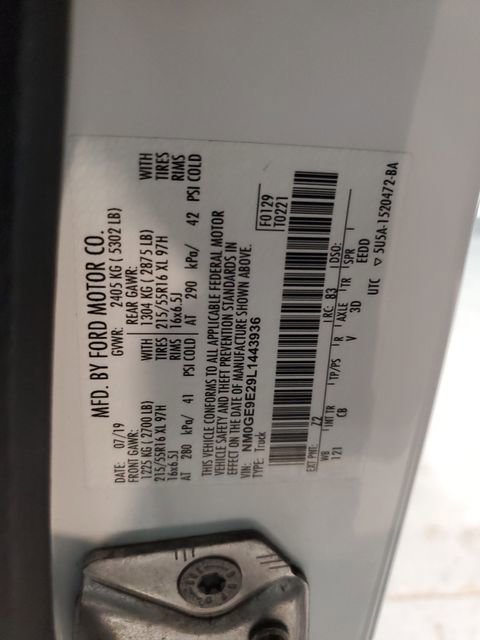 MFD. BY FORD MOTOR CO.
DATE: 07/19 GVWR: 2405 KG ( 5302 LB)
FRONT GAWR: REAR GAWR: WITH
1225 KG ( 2700 LB) 1304 KG ( 2875 LB) TIRES
215/55R16 XL 97H 215/55R16 XL 97H RIMS
16x6.5J 16x6.5J
AT 280 kPa/ 41 PSI COLD AT 290 kPa/ 42 PSI COLD
WITH
TIRES
RIMS
THIS VEHICLE CONFORMS TO ALL APPLICABLE FEDERAL MOTOR
VEHICLE SAFETY AND THEFT PREVENTION STANDARDS IN
EFFECT ON THE DATE OF MANUFACTURE SHOWN ABOVE.
VIN: NM0GE9E29L1443936
TYPE: Truck
F0129
T0221
EXT PNT: Z2 RC: B3 DSO:
WB INT TR TP/PS R AXLE TR SPR
121 CB V 3D EEDD
UTC ▽ 5U5A-1520472-BA